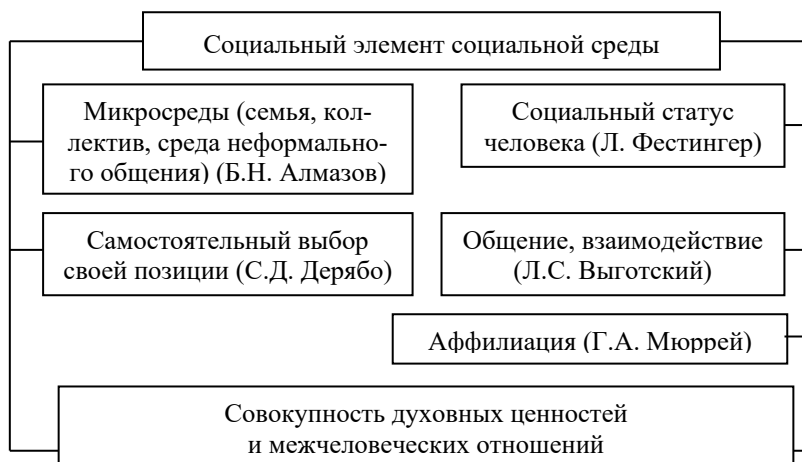 Социальный элемент социальной среды
Микросреды (семья, кол-
лектив, среда неформально-
го общения) (Б.Н. Алмазов)
Социальный статус
человека (Л. Фестингер)
Самостоятельный выбор
своей позиции (С.Д. Дерябо)
Общение, взаимодействие
(Л.С. Выготский)
Аффилиация (Г.А. Мюррей)
Совокупность духовных ценностей
и межчеловеческих отношений